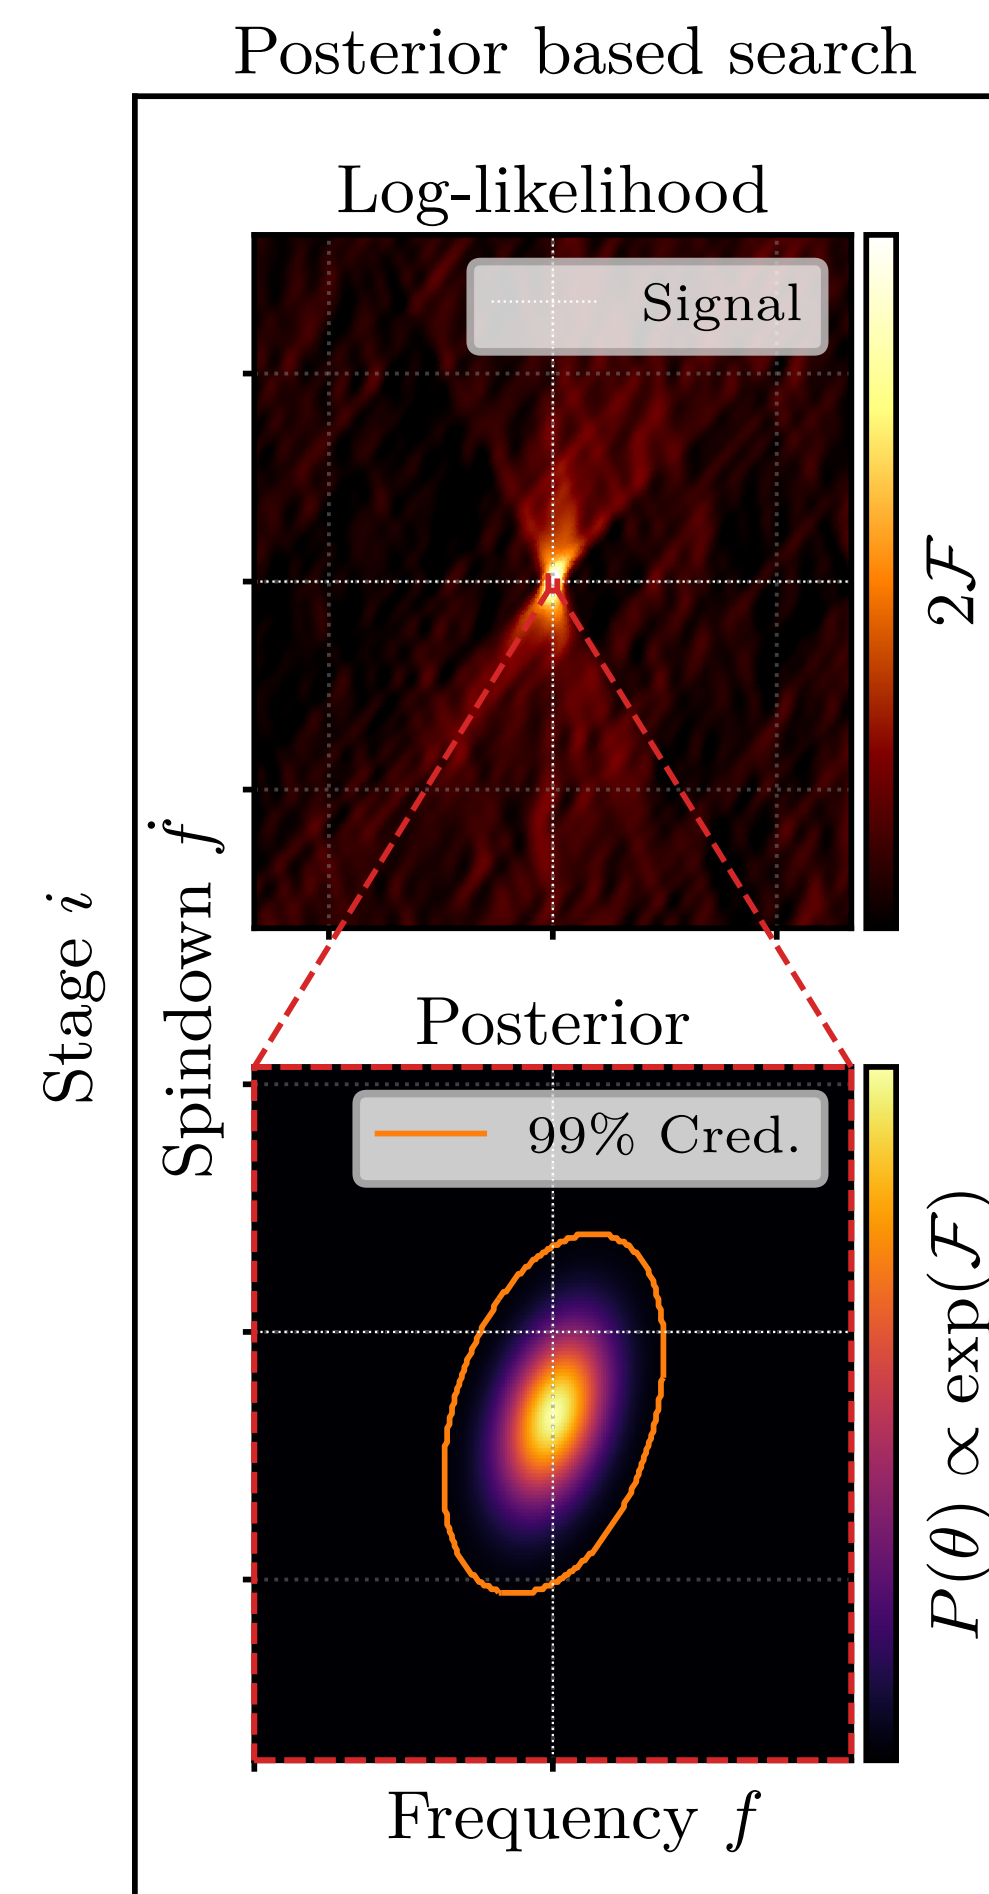 Posterior based search
Log-likelihood
Signal
2ℱ
Stage i
Spindown ḟ
Posterior
99% Cred.
P(θ) ∝ exp(ℱ)
Frequency f